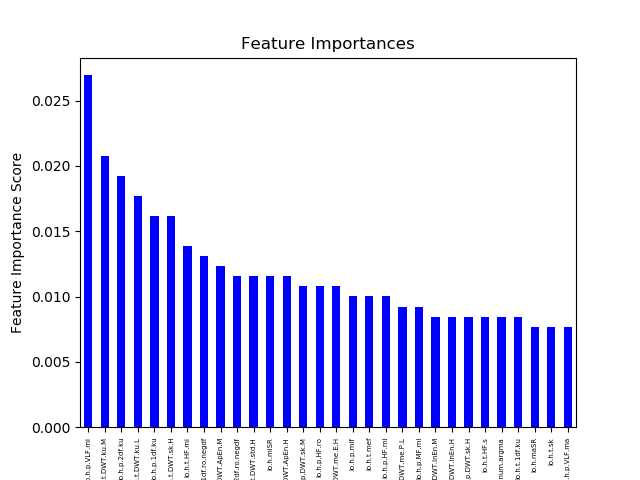 Feature Importances
Feature Importance Score
0.025
0.020
0.015
0.010
0.005
0.000
o.h.p.VLF.mi
.t.DWT.ku.M
lo.h.p.2df.ku
.t.DWT.ku.L
lo.h.p.1df.ku
.t.DWT.sk.H
lo.h.t.HF.mi
1df.ro.negdf
DWT.ApEn.M
2df.ro.negdf
.t.DWT.std.H
lo.h.miSR
DWT.ApEn.H
p.DWT.sk.M
lo.h.p.HF.ro
DWT.me.E.H
lo.h.p.mif
lo.h.t.mef
lo.h.p.HF.mi
DWT.me.P.L
lo.h.p.MF.mi
DWT.InEn.M
DWT.InEn.H
.p.DWT.sk.H
lo.h.t.HF.s
num.argma
lo.h.t.1df.ku
lo.h.maSR
lo.h.t.sk
.h.p.VLF.ma